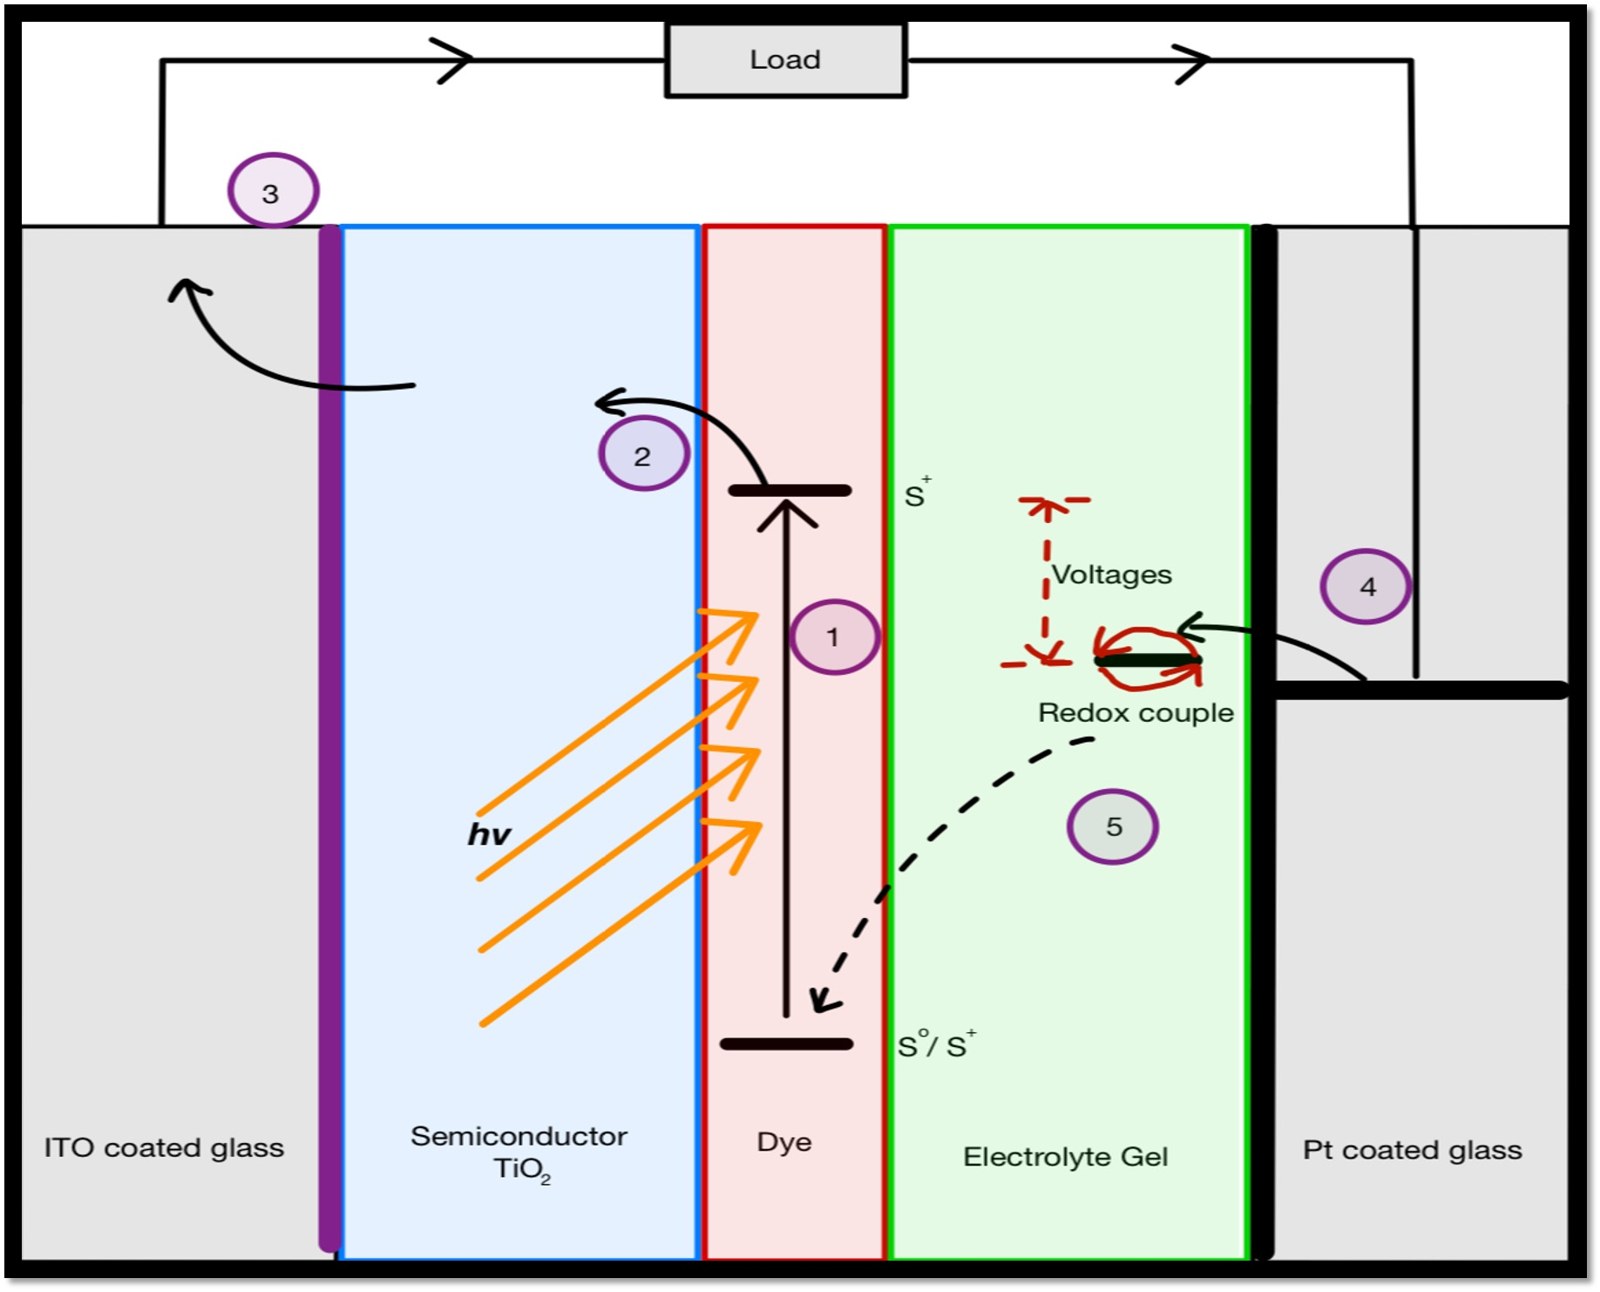 Load
3
2
S⁺
Voltages
4
1
Redox couple
hv
5
S⁰/ S⁺
ITO coated glass
Semiconductor
TiO₂
Dye
Electrolyte Gel
Pt coated glass